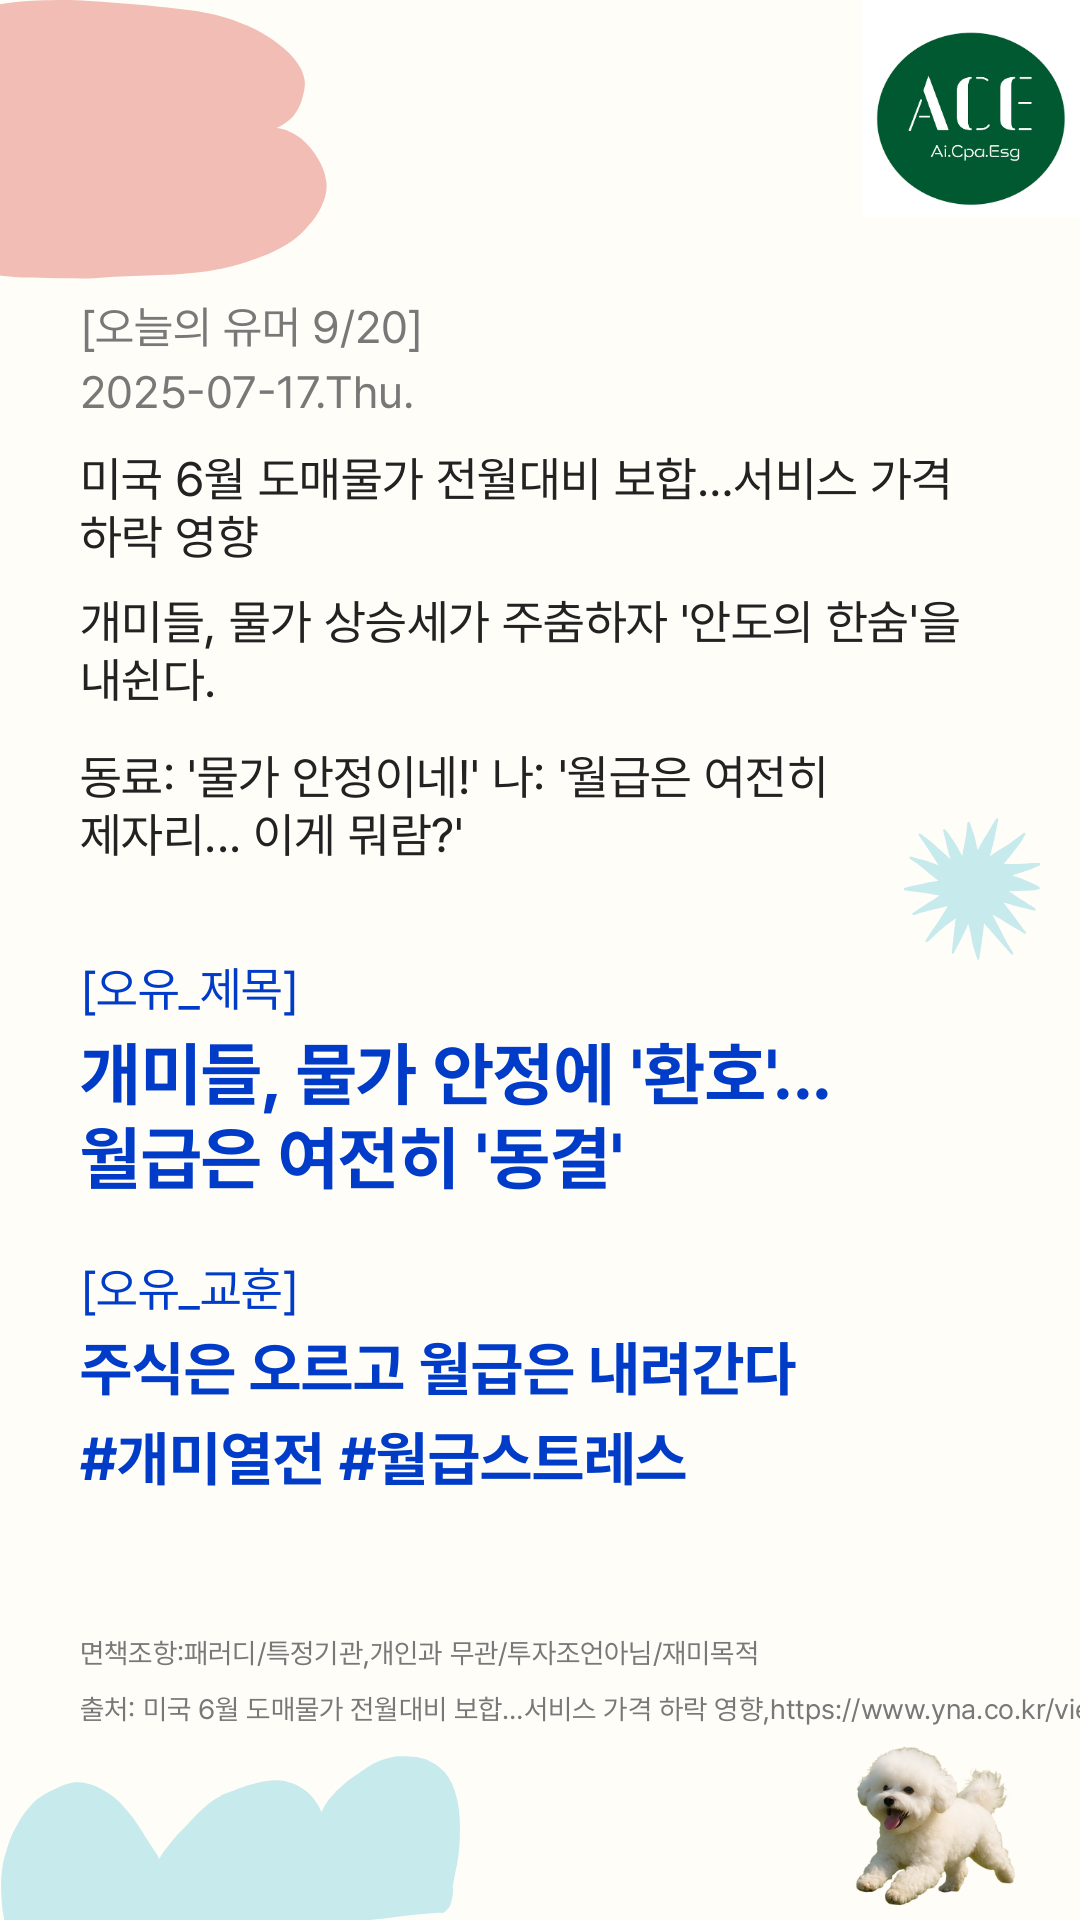 ACE
Ai.Cpa.Esg
[오늘의 유머 9/20]
2025-07-17.Thu.
미국 6월 도매물가 전월대비 보합...서비스 가격
하락 영향
개미들, 물가 상승세가 주춤하자 '안도의 한숨'을
내쉰다.
동료: '물가 안정이네!' 나: '월급은 여전히
제자리... 이게 뭐람?'
[오유_제목]
개미들, 물가 안정에 '환호'...
월급은 여전히 '동결'
[오유_교훈]
주식은 오르고 월급은 내려간다
#개미열전 #월급스트레스
면책조항:패러디/특정기관,개인과 무관/투자조언아님/재미목적
출처: 미국 6월 도매물가 전월대비 보합...서비스 가격 하락 영향,https://www.yna.co.kr/vie